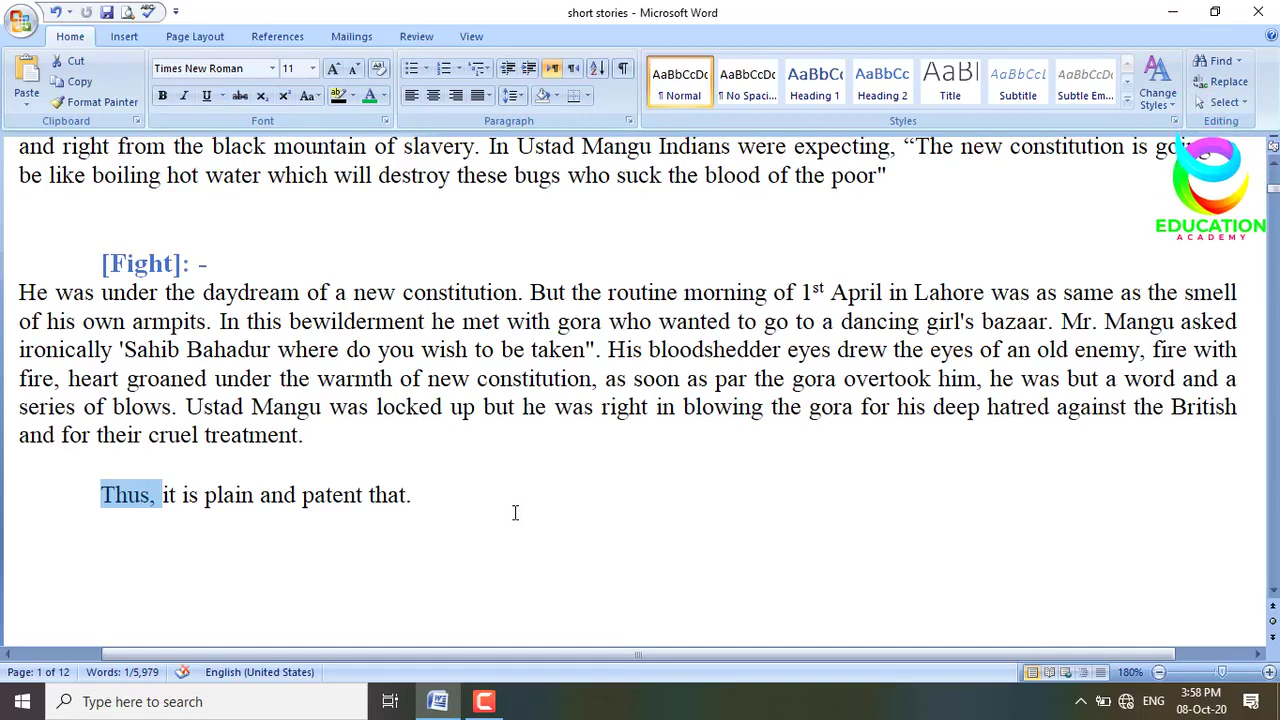 short stories - Microsoft Word
Home Insert Page Layout References Mailings Review View
Paste
Cut
Copy
Format Painter
Clipboard
Times New Roman 11
Font
Paragraph
AaBbCcDc AaBbCcDc AaBbC AaBbCc AaBl AaBbCcL AaBbCcDc
¶ Normal ¶ No Spaci... Heading 1 Heading 2 Title Subtitle Subtle Em...
Change Styles
Styles
Find
Replace
Select
Editing
and right from the black mountain of slavery. In Ustad Mangu Indians were expecting, “The new constitution is going
be like boiling hot water which will destroy these bugs who suck the blood of the poor"
EDUCATION
ACADEMY
[Fight]: -
He was under the daydream of a new constitution. But the routine morning of 1st April in Lahore was as same as the smell
of his own armpits. In this bewilderment he met with gora who wanted to go to a dancing girl's bazaar. Mr. Mangu asked
ironically 'Sahib Bahadur where do you wish to be taken". His bloodshedder eyes drew the eyes of an old enemy, fire with
fire, heart groaned under the warmth of new constitution, as soon as par the gora overtook him, he was but a word and a
series of blows. Ustad Mangu was locked up but he was right in blowing the gora for his deep hatred against the British
and for their cruel treatment.
Thus, it is plain and patent that.
Page: 1 of 12 Words: 1/5,979 English (United States) 180%
Type here to search
ENG
3:58 PM
08-Oct-20